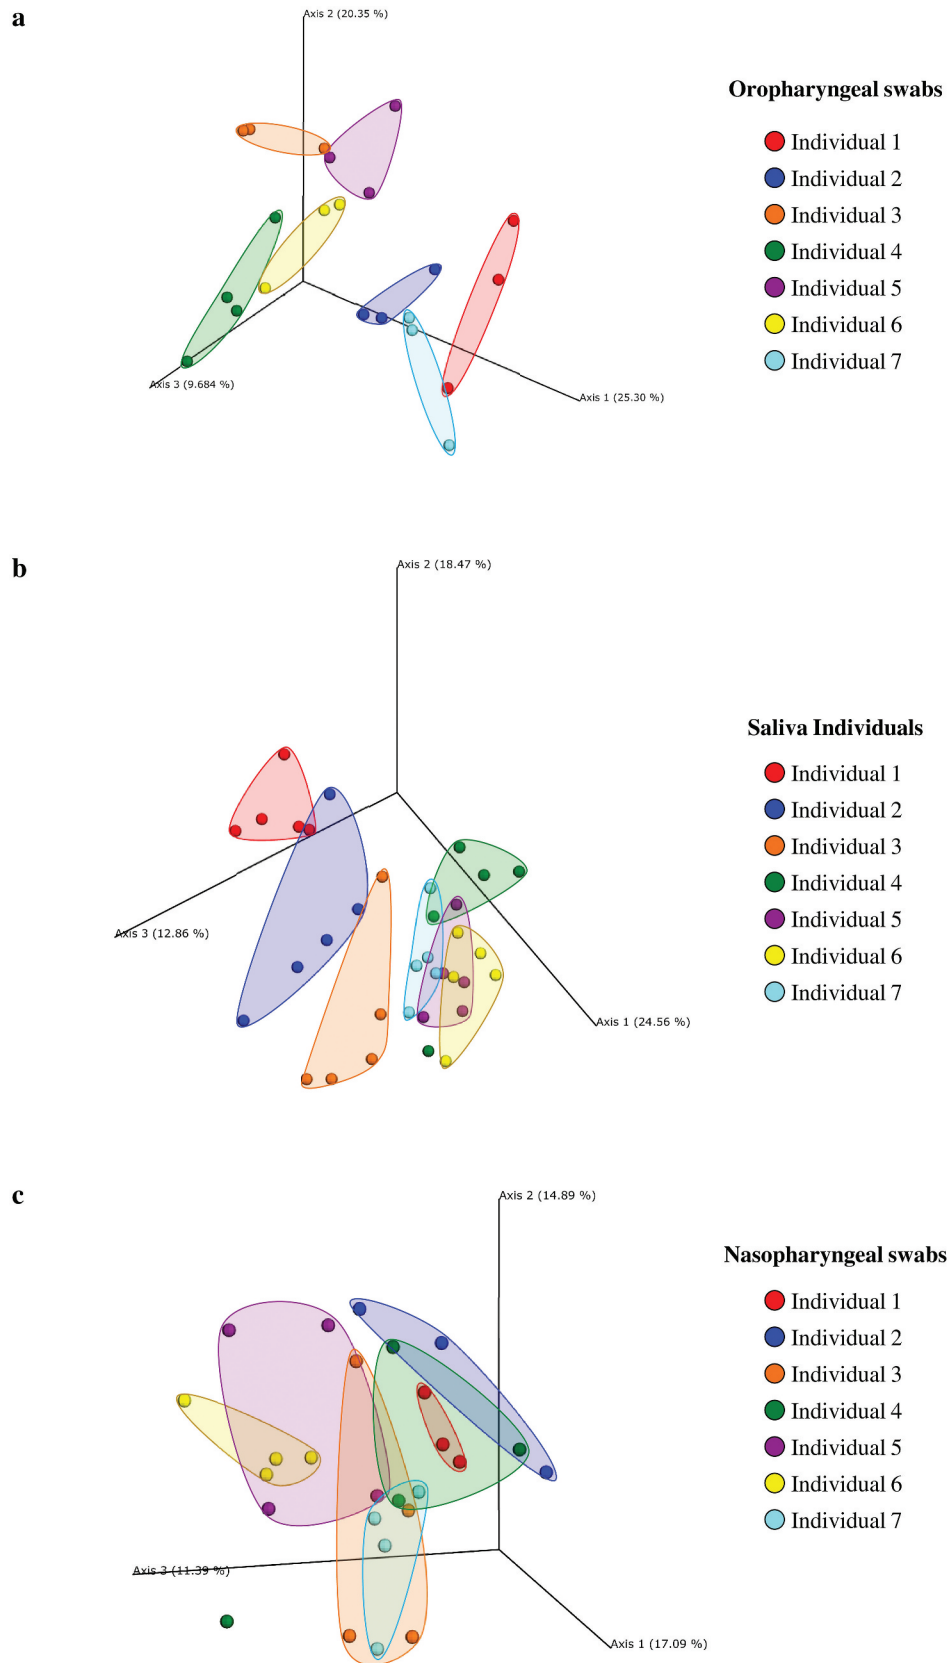 a
Axis 2 (20.35 %)
Axis 3 (9.684 %)
Axis 1 (25.30 %)
Oropharyngeal swabs
Individual 1
Individual 2
Individual 3
Individual 4
Individual 5
Individual 6
Individual 7
b
Axis 2 (18.47 %)
Axis 3 (12.86 %)
Axis 1 (24.56 %)
Saliva Individuals
Individual 1
Individual 2
Individual 3
Individual 4
Individual 5
Individual 6
Individual 7
c
Axis 2 (14.89 %)
Axis 3 (11.39 %)
Axis 1 (17.09 %)
Nasopharyngeal swabs
Individual 1
Individual 2
Individual 3
Individual 4
Individual 5
Individual 6
Individual 7